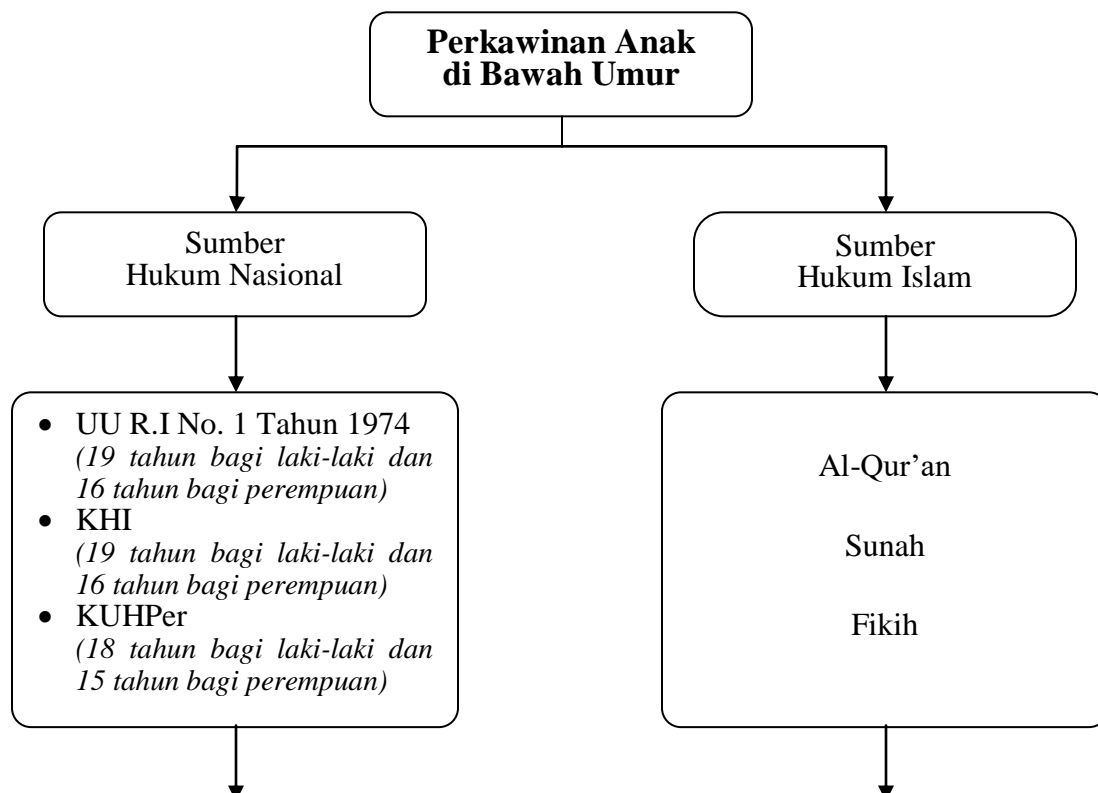 Perkawinan Anak
di Bawah Umur
Sumber
Hukum Nasional
Sumber
Hukum Islam
• UU R.I No. 1 Tahun 1974
(19 tahun bagi laki-laki dan
16 tahun bagi perempuan)
• KHI
(19 tahun bagi laki-laki dan
16 tahun bagi perempuan)
• KUHPer
(18 tahun bagi laki-laki dan
15 tahun bagi perempuan)
Al-Qur’an
Sunah
Fikih